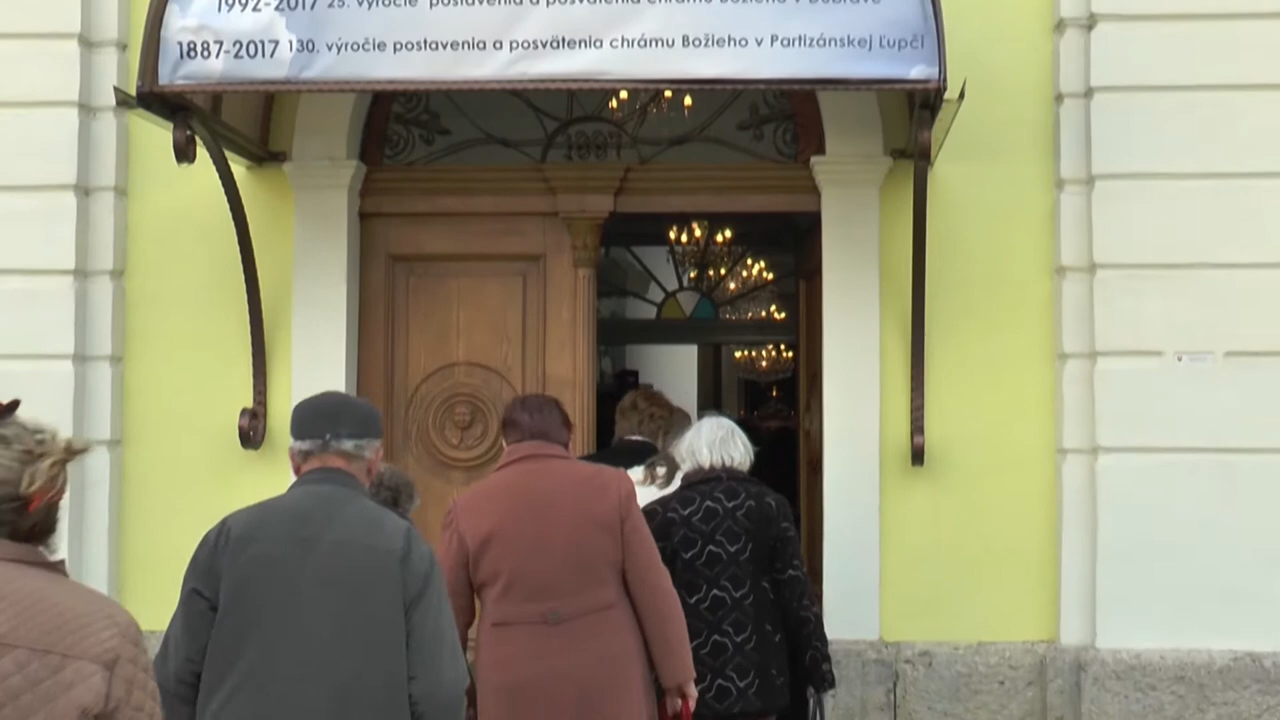 1992-2017 25. výročie postavenia a posvätenia chrámu Božieho v Dúbrave
1887-2017 130. výročie postavenia a posvätenia chrámu Božieho v Partizánskej Ľupči
1887